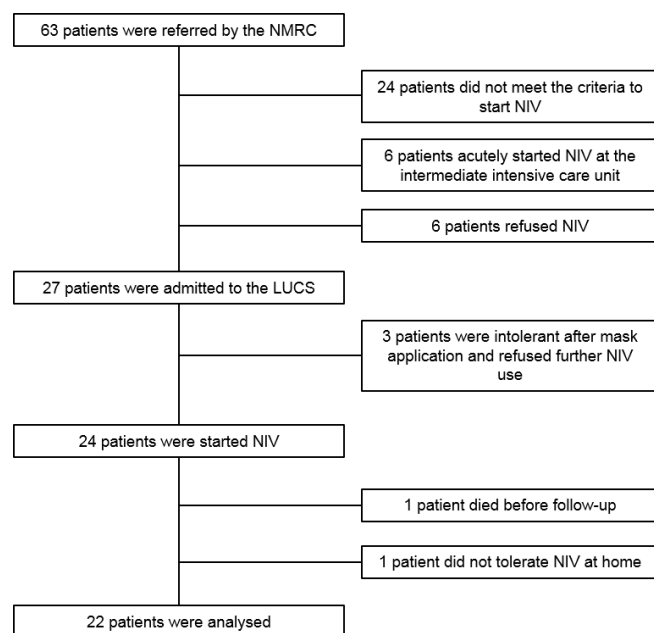 63 patients were referred by the NMRC
24 patients did not meet the criteria to
start NIV
6 patients acutely started NIV at the
intermediate intensive care unit
6 patients refused NIV
27 patients were admitted to the LUCS
3 patients were intolerant after mask
application and refused further NIV
use
24 patients were started NIV
1 patient died before follow-up
1 patient did not tolerate NIV at home
22 patients were analysed